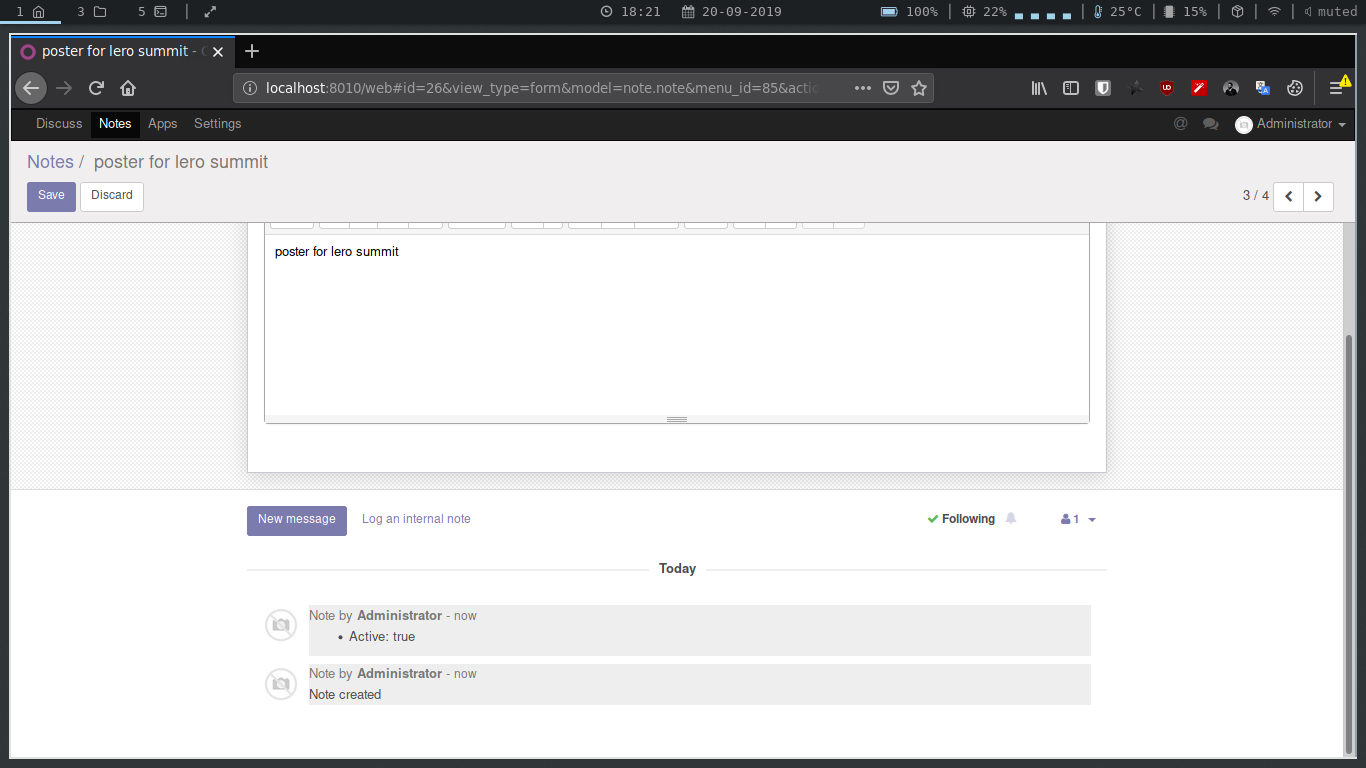 1 3 5 18:21 20-09-2019 100% 22% 25°C 15% muted
poster for lero summit -
localhost:8010/web#id=26&view_type=form&model=note.note&menu_id=85&acti
Discuss Notes Apps Settings @ Administrator
Notes / poster for lero summit
Save Discard 3 / 4
poster for lero summit
New message Log an internal note Following 1
Today
Note by Administrator - now
• Active: true
Note by Administrator - now
Note created